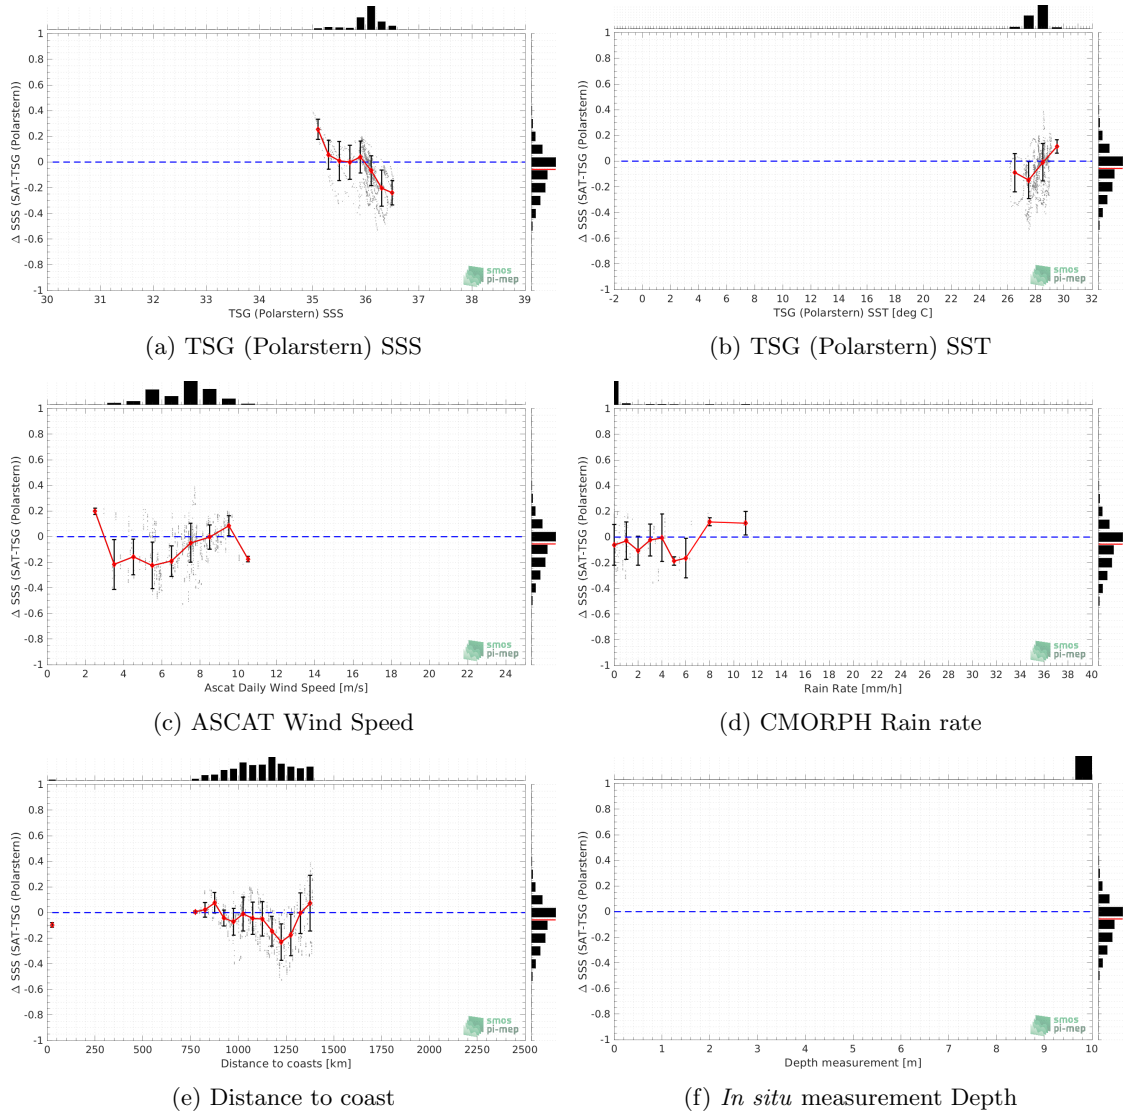 1
0.8
0.6
0.4
0.2
0
-0.2
-0.4
-0.6
-0.8
-1
Δ SSS (SAT-TSG (Polarstern))
30 31 32 33 34 35 36 37 38 39
TSG (Polarstern) SSS
smos
pi-mep
(a) TSG (Polarstern) SSS
1
0.8
0.6
0.4
0.2
0
-0.2
-0.4
-0.6
-0.8
-1
Δ SSS (SAT-TSG (Polarstern))
-2 0 2 4 6 8 10 12 14 16 18 20 22 24 26 28 30 32
TSG (Polarstern) SST [deg C]
smos
pi-mep
(b) TSG (Polarstern) SST
1
0.8
0.6
0.4
0.2
0
-0.2
-0.4
-0.6
-0.8
-1
Δ SSS (SAT-TSG (Polarstern))
0 2 4 6 8 10 12 14 16 18 20 22 24
Ascat Daily Wind Speed [m/s]
smos
pi-mep
(c) ASCAT Wind Speed
1
0.8
0.6
0.4
0.2
0
-0.2
-0.4
-0.6
-0.8
-1
Δ SSS (SAT-TSG (Polarstern))
0 2 4 6 8 10 12 14 16 18 20 22 24 26 28 30 32 34 36 38 40
Rain Rate [mm/h]
smos
pi-mep
(d) CMORPH Rain rate
1
0.8
0.6
0.4
0.2
0
-0.2
-0.4
-0.6
-0.8
-1
Δ SSS (SAT-TSG (Polarstern))
0 250 500 750 1000 1250 1500 1750 2000 2250 2500
Distance to coasts [km]
smos
pi-mep
(e) Distance to coast
1
0.8
0.6
0.4
0.2
0
-0.2
-0.4
-0.6
-0.8
-1
Δ SSS (SAT-TSG (Polarstern))
0 1 2 3 4 5 6 7 8 9 10
Depth measurement [m]
smos
pi-mep
(f) In situ measurement Depth